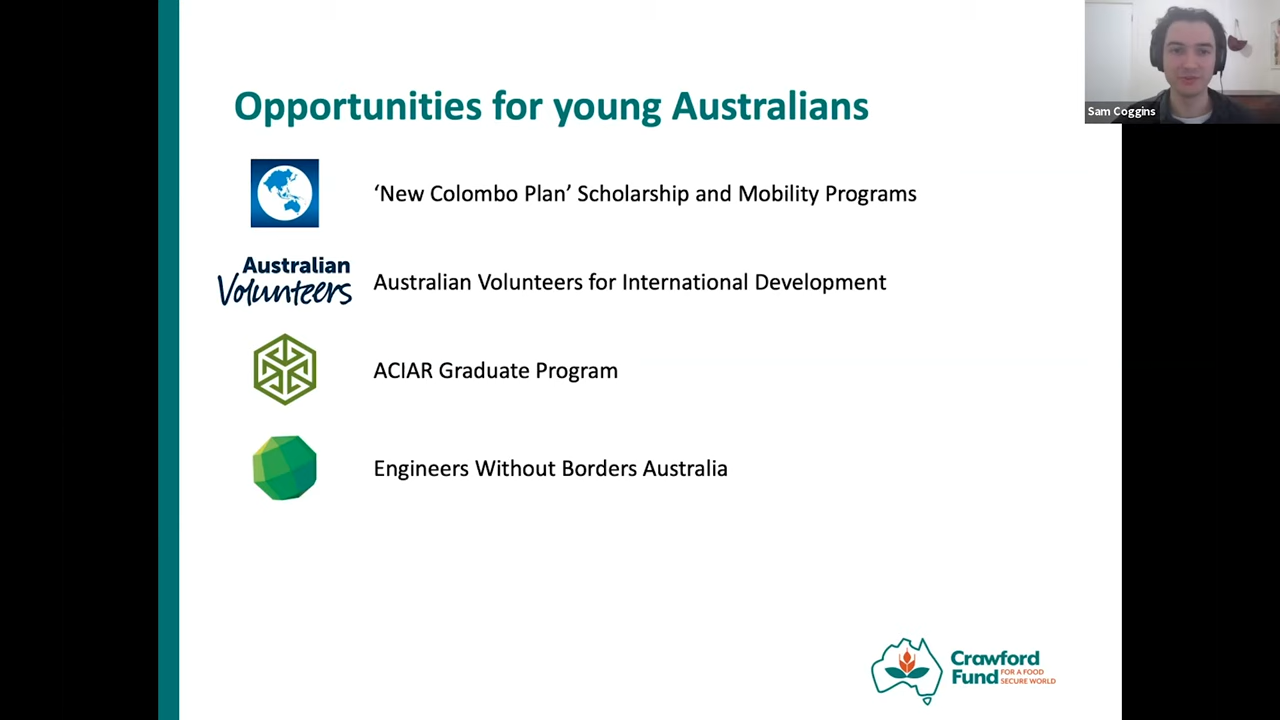 Opportunities for young Australians
‘New Colombo Plan’ Scholarship and Mobility Programs
Australian
Volunteers
Australian Volunteers for International Development
ACIAR Graduate Program
Engineers Without Borders Australia
Crawford
Fund
FOR A FOOD
SECURE WORLD
Sam Coggins